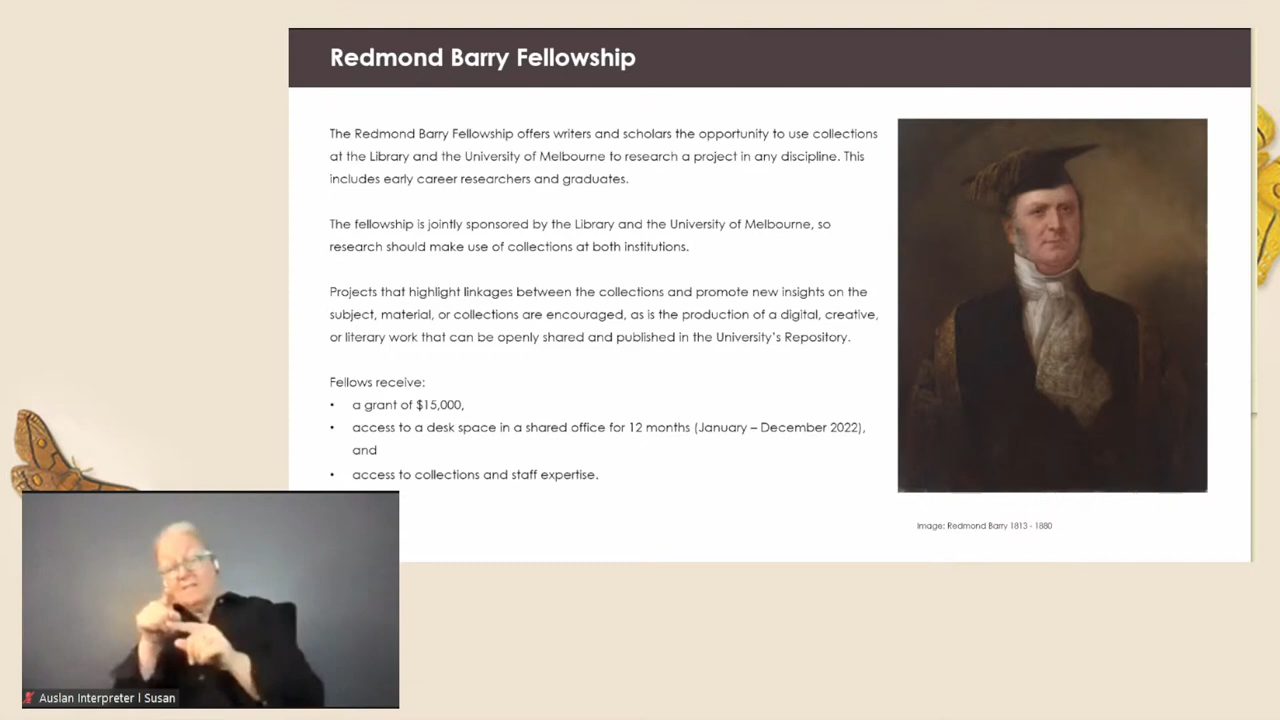 Redmond Barry Fellowship
The Redmond Barry Fellowship offers writers and scholars the opportunity to use collections
at the Library and the University of Melbourne to research a project in any discipline. This
includes early career researchers and graduates.
The fellowship is jointly sponsored by the Library and the University of Melbourne, so
research should make use of collections at both institutions.
Projects that highlight linkages between the collections and promote new insights on the
subject, material, or collections are encouraged, as is the production of a digital, creative,
or literary work that can be openly shared and published in the University's Repository.
Fellows receive:
• a grant of $15,000,
• access to a desk space in a shared office for 12 months (January – December 2022),
and
• access to collections and staff expertise.
Image: Redmond Barry 1813 - 1880
Auslan Interpreter | Susan